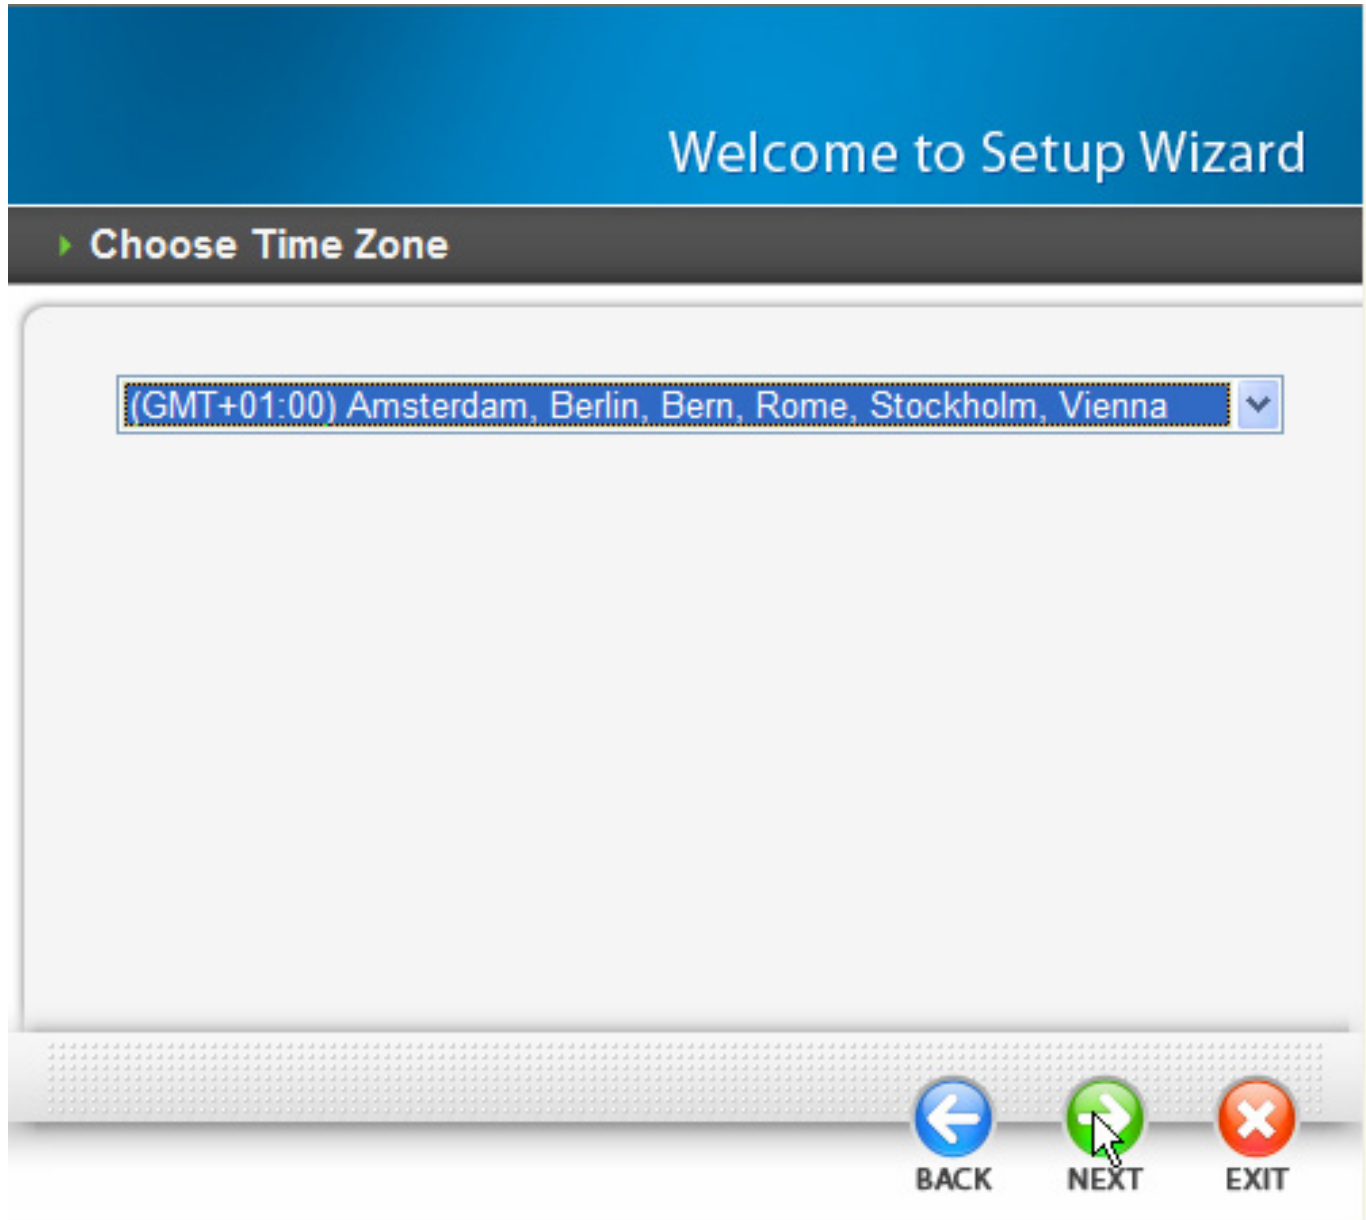 Welcome to Setup Wizard
Choose Time Zone
(GMT+01:00) Amsterdam, Berlin, Bern, Rome, Stockholm, Vienna
BACK NEXT EXIT